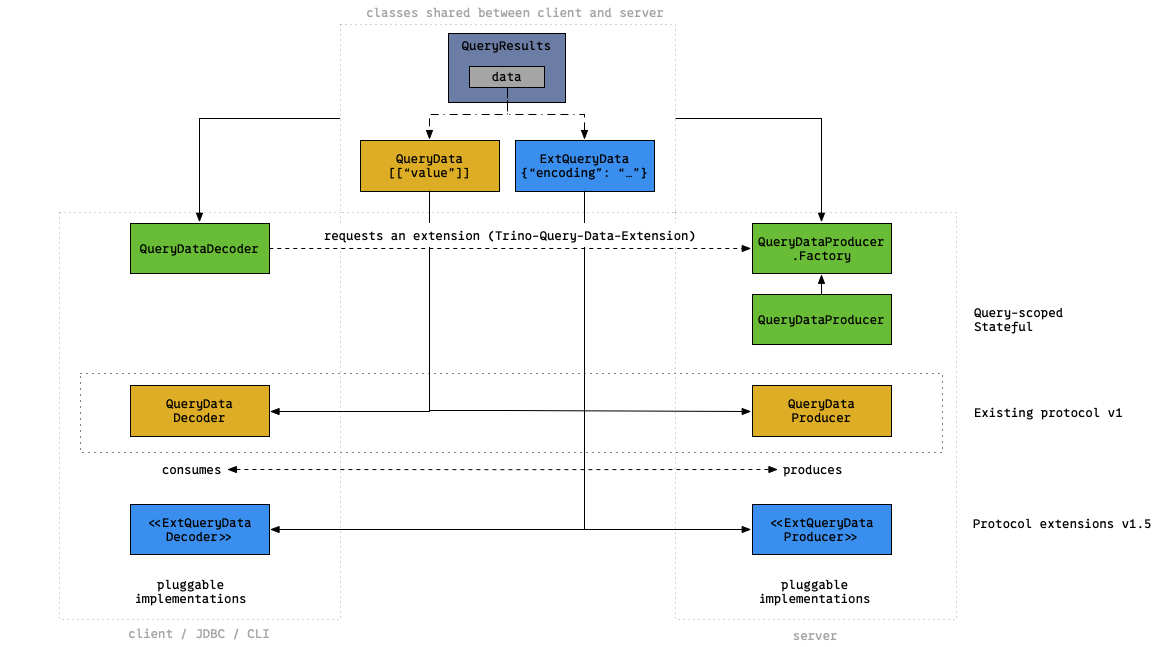 classes shared between client and server
QueryResults
data
QueryData
[[“value”]]
ExtQueryData
{“encoding”: “…”}
QueryDataDecoder
requests an extension (Trino-Query-Data-Extension)
QueryDataProducer
.Factory
QueryDataProducer
Query-scoped
Stateful
QueryData
Decoder
QueryData
Producer
Existing protocol v1
consumes
produces
<<ExtQueryData
Decoder>>
<<ExtQueryData
Producer>>
Protocol extensions v1.5
pluggable
implementations
pluggable
implementations
client / JDBC / CLI
server